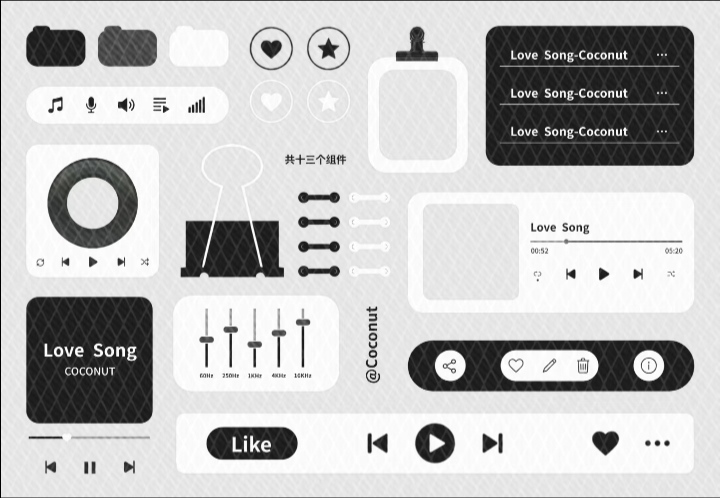 Love Song-Coconut ...
Love Song-Coconut ...
Love Song-Coconut ...
共十三个组件
Love Song
00:52 05:20
Love Song
COCONUT
60Hz 250Hz 1KHz 4KHz 16KHz
@Coconut
Like